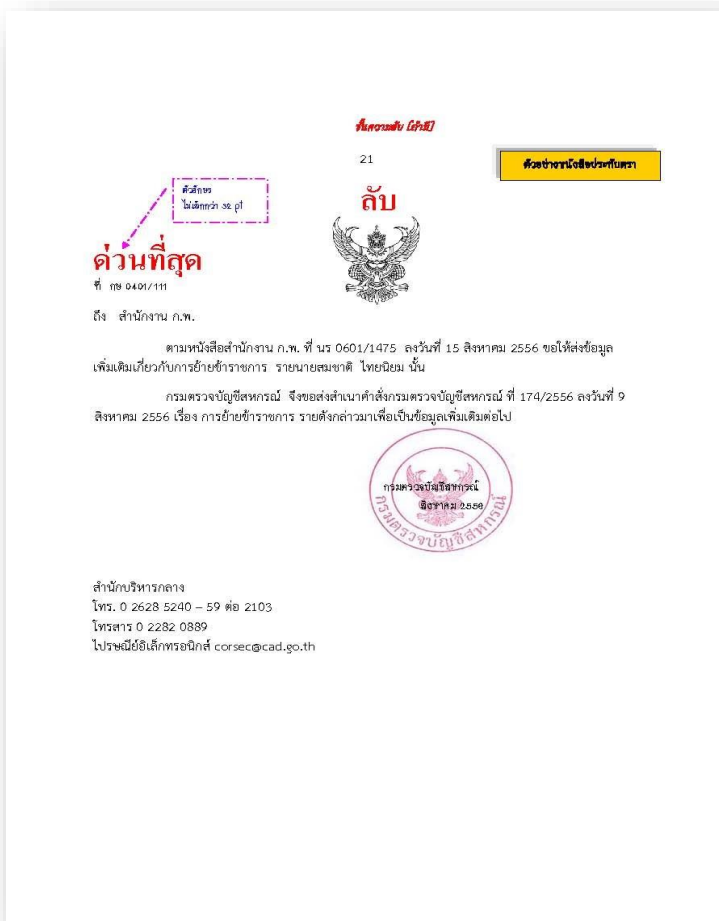 ชั้นความลับ (ถ้ามี)
21
ตัวอย่างหนังสือประทับตรา
ตัวอักษร
ไม่เล็กกว่า 32 pt
ลับ
ด่วนที่สุด
ที่ กษ 0401/111
ถึง สำนักงาน ก.พ.
ตามหนังสือสำนักงาน ก.พ. ที่ นร 0601/1475 ลงวันที่ 15 สิงหาคม 2556 ขอให้ส่งข้อมูล
เพิ่มเติมเกี่ยวกับการย้ายข้าราชการ รายนายสมชาติ ไทยนิยม นั้น
กรมตรวจบัญชีสหกรณ์ จึงขอส่งสำเนาคำสั่งกรมตรวจบัญชีสหกรณ์ ที่ 174/2556 ลงวันที่ 9
สิงหาคม 2556 เรื่อง การย้ายข้าราชการ รายดังกล่าวมาเพื่อเป็นข้อมูลเพิ่มเติมต่อไป
กรมตรวจบัญชีสหกรณ์
สิงหาคม 2556
กรมตรวจบัญชีสหกรณ์
สำนักบริหารกลาง
โทร. 0 2628 5240 – 59 ต่อ 2103
โทรสาร 0 2282 0889
ไปรษณีย์อิเล็กทรอนิกส์ corsec@cad.go.th